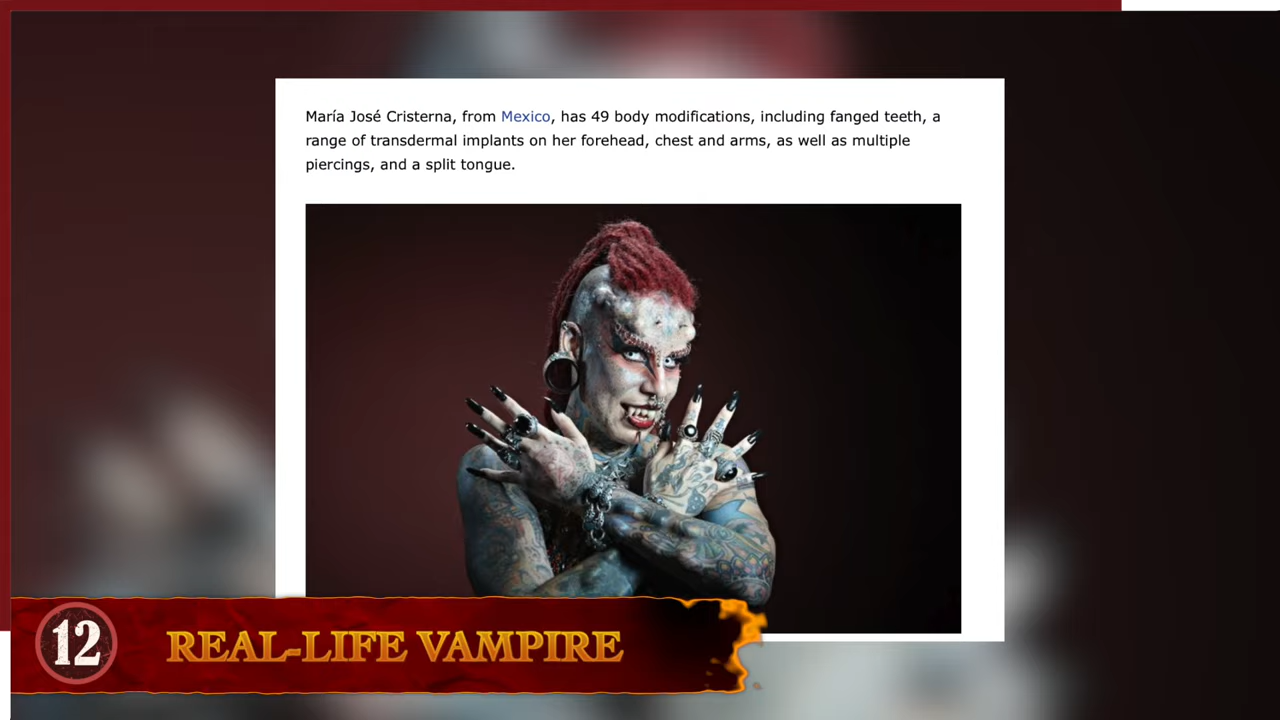 María José Cristerna, from Mexico, has 49 body modifications, including fanged teeth, a
range of transdermal implants on her forehead, chest and arms, as well as multiple
piercings, and a split tongue.
12
REAL-LIFE VAMPIRE